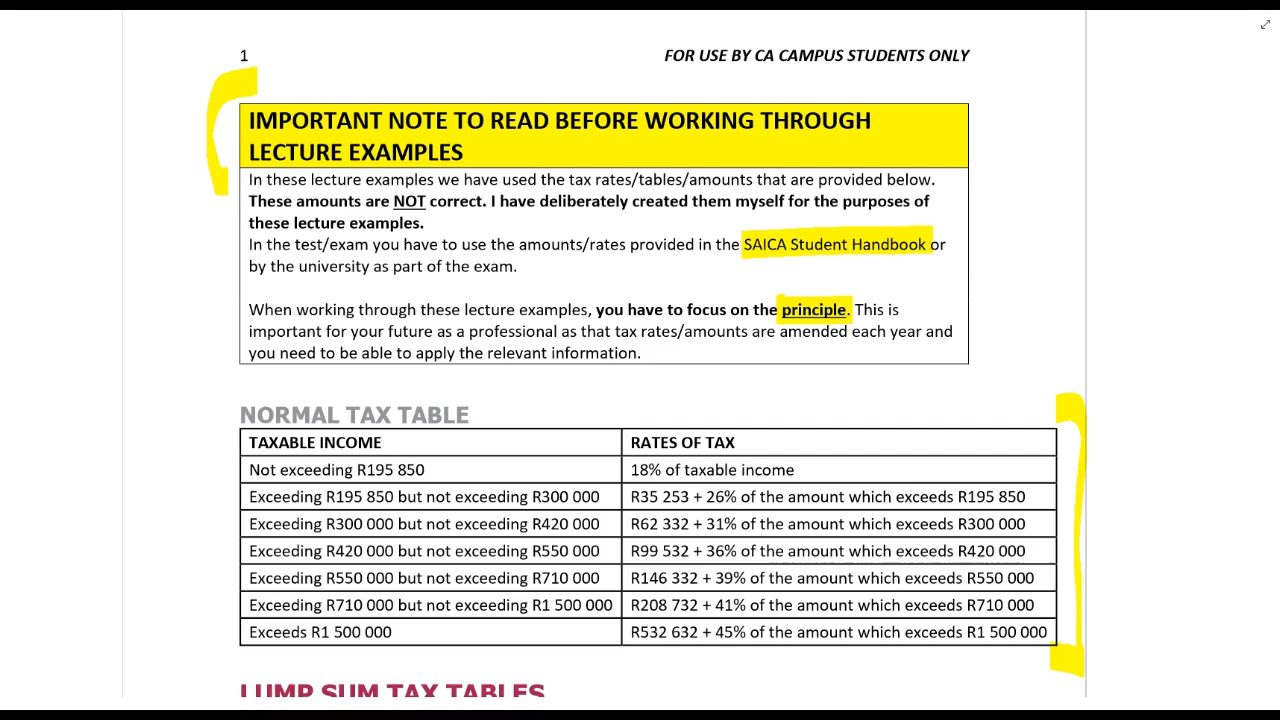 1 FOR USE BY CA CAMPUS STUDENTS ONLY
IMPORTANT NOTE TO READ BEFORE WORKING THROUGH
LECTURE EXAMPLES
In these lecture examples we have used the tax rates/tables/amounts that are provided below.
These amounts are NOT correct. I have deliberately created them myself for the purposes of
these lecture examples.
In the test/exam you have to use the amounts/rates provided in the SAICA Student Handbook or
by the university as part of the exam.
When working through these lecture examples, you have to focus on the principle. This is
important for your future as a professional as that tax rates/amounts are amended each year and
you need to be able to apply the relevant information.
NORMAL TAX TABLE
TAXABLE INCOME RATES OF TAX
Not exceeding R195 850 18% of taxable income
Exceeding R195 850 but not exceeding R300 000 R35 253 + 26% of the amount which exceeds R195 850
Exceeding R300 000 but not exceeding R420 000 R62 332 + 31% of the amount which exceeds R300 000
Exceeding R420 000 but not exceeding R550 000 R99 532 + 36% of the amount which exceeds R420 000
Exceeding R550 000 but not exceeding R710 000 R146 332 + 39% of the amount which exceeds R550 000
Exceeding R710 000 but not exceeding R1 500 000 R208 732 + 41% of the amount which exceeds R710 000
Exceeds R1 500 000 R532 632 + 45% of the amount which exceeds R1 500 000
LUMP SUM TAX TABLES